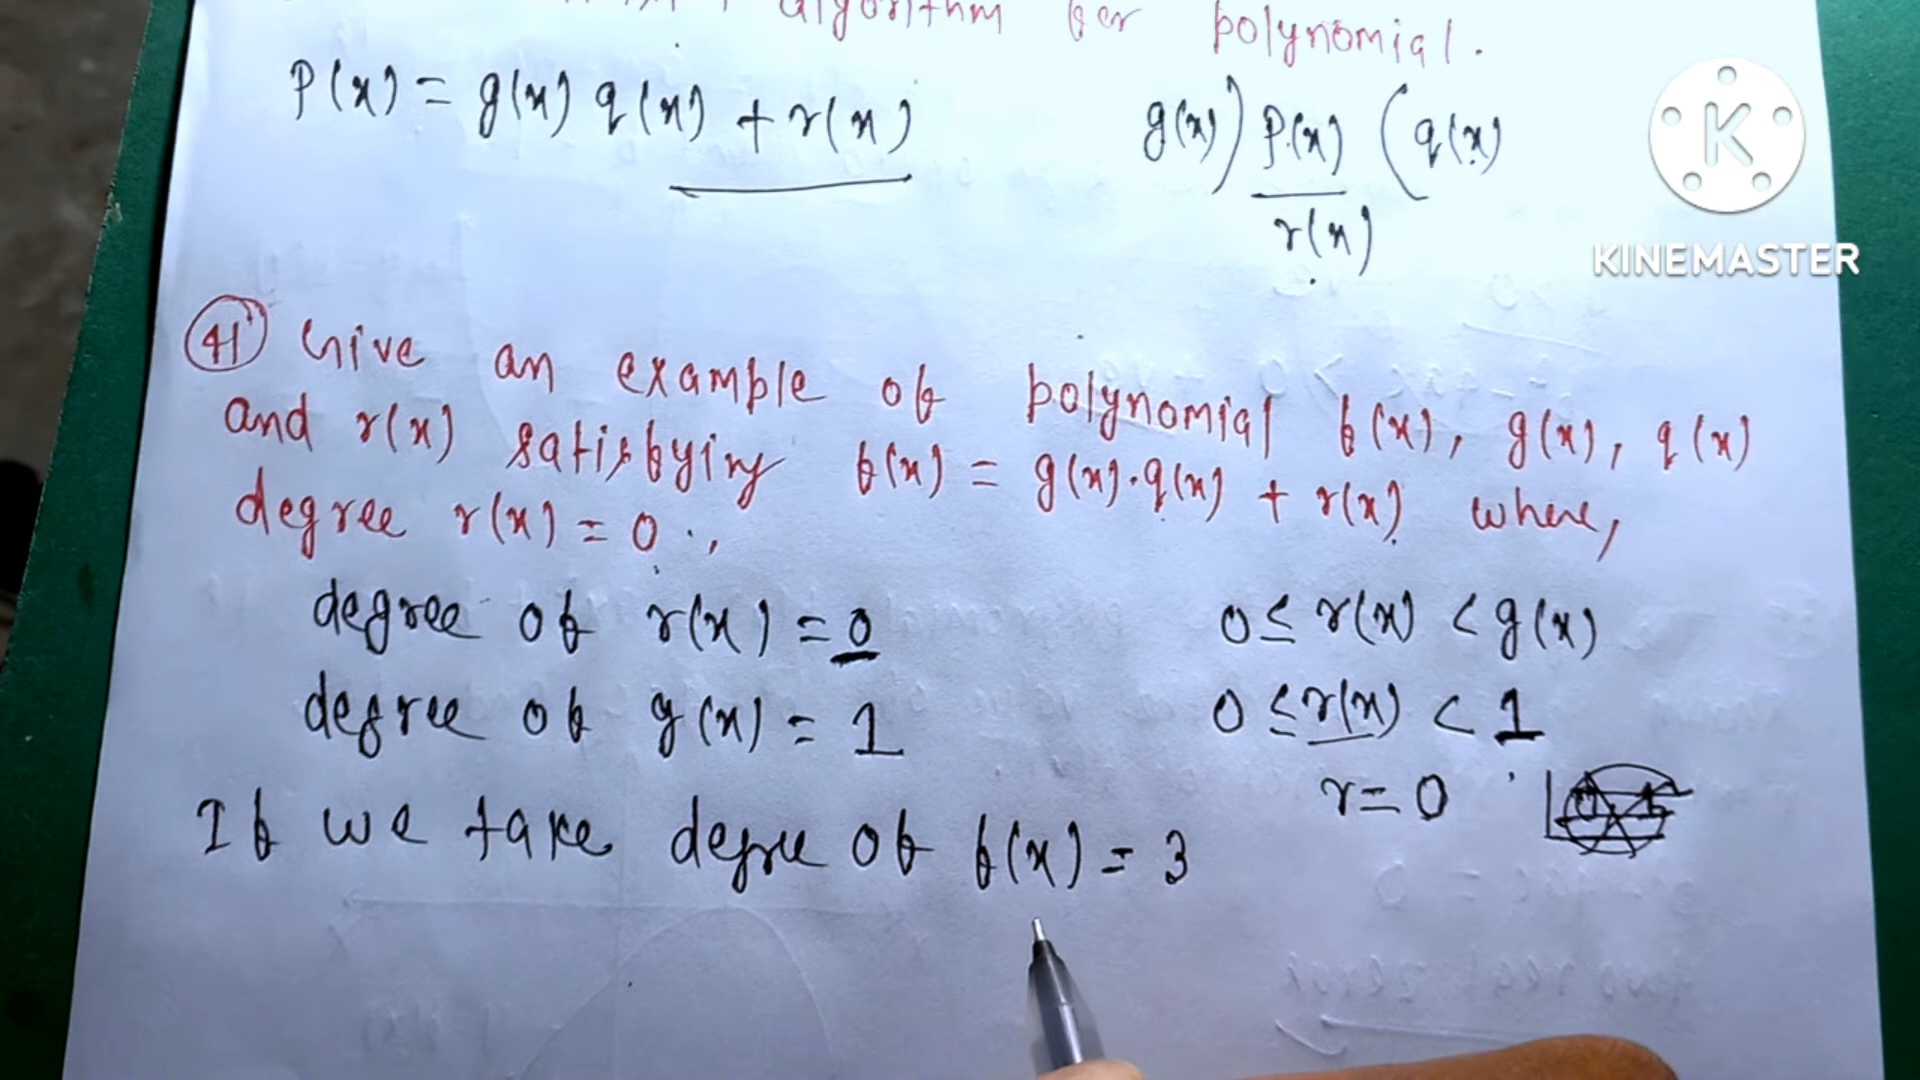 algorithm for polynomial.
P(x) = g(x) q(x) + r(x)
g(x) ) P(x) ( q(x)
r(x)
K
KINEMASTER
41 Give an example of polynomial f(x), g(x), q(x)
and r(x) satisfying f(x) = g(x).q(x) + r(x) where,
degree r(x) = 0.,
degree of r(x) = 0
0 ≤ r(x) < g(x)
degree of g(x) = 1
0 ≤ r(x) < 1
r = 0
If we take degree of f(x) = 3